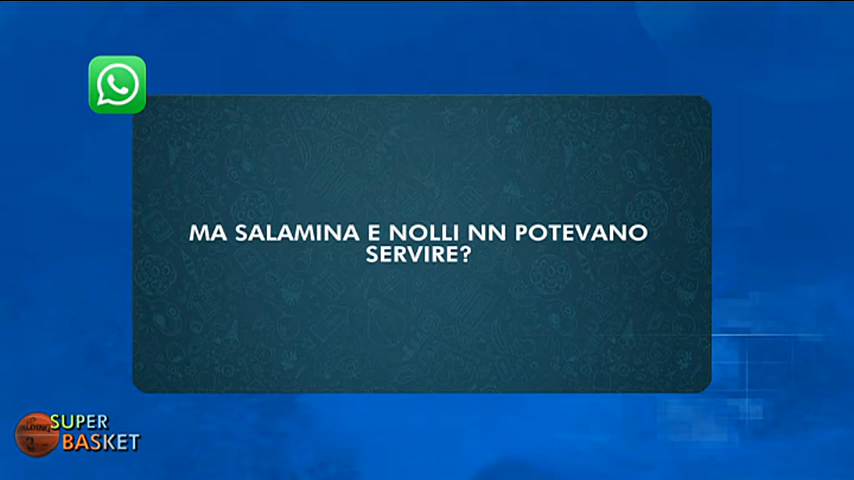 MA SALAMINA E NOLLI NN POTEVANO
SERVIRE?
SUPER
BASKET